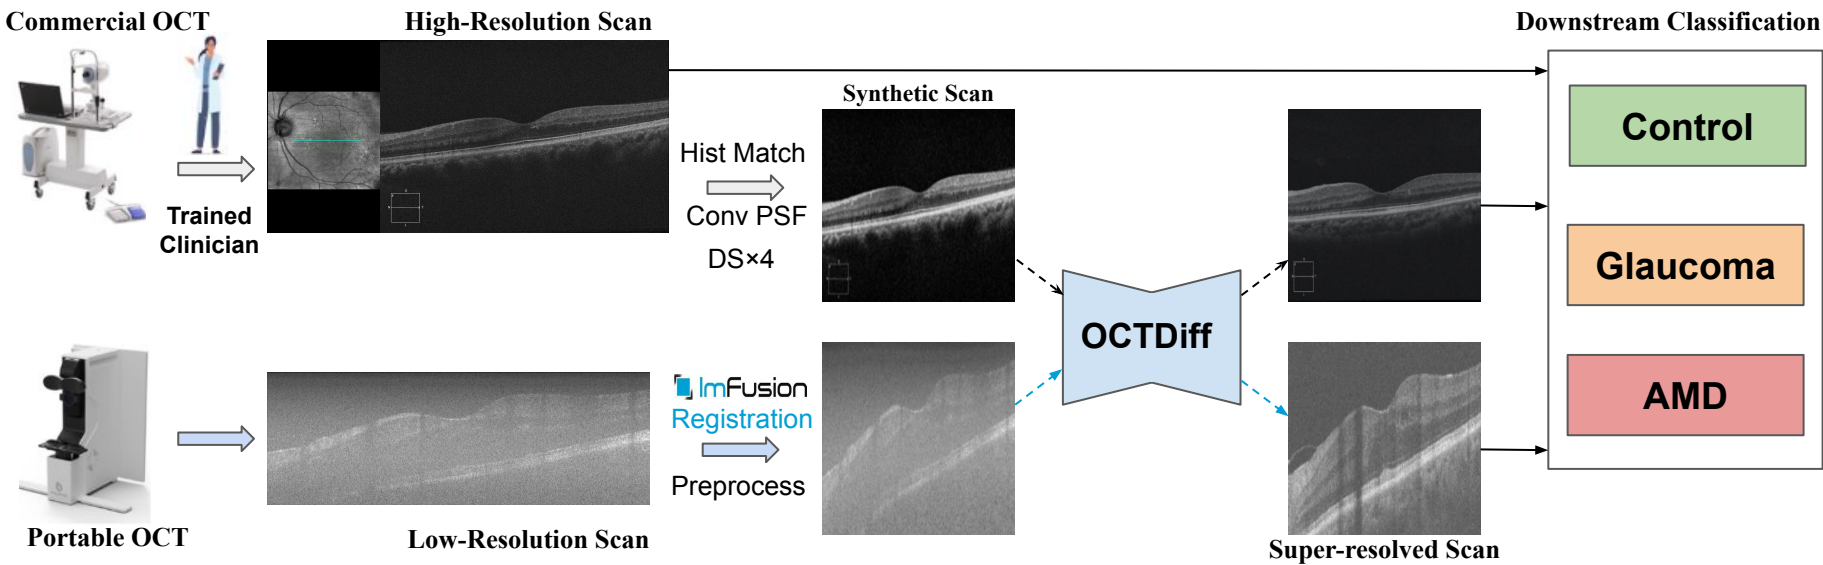 Commercial OCT
High-Resolution Scan
Downstream Classification
Trained
Clinician
Hist Match
Conv PSF
DS×4
Synthetic Scan
Control
Glaucoma
AMD
OCTDiff
ImFusion
Registration
Preprocess
Portable OCT
Low-Resolution Scan
Super-resolved Scan